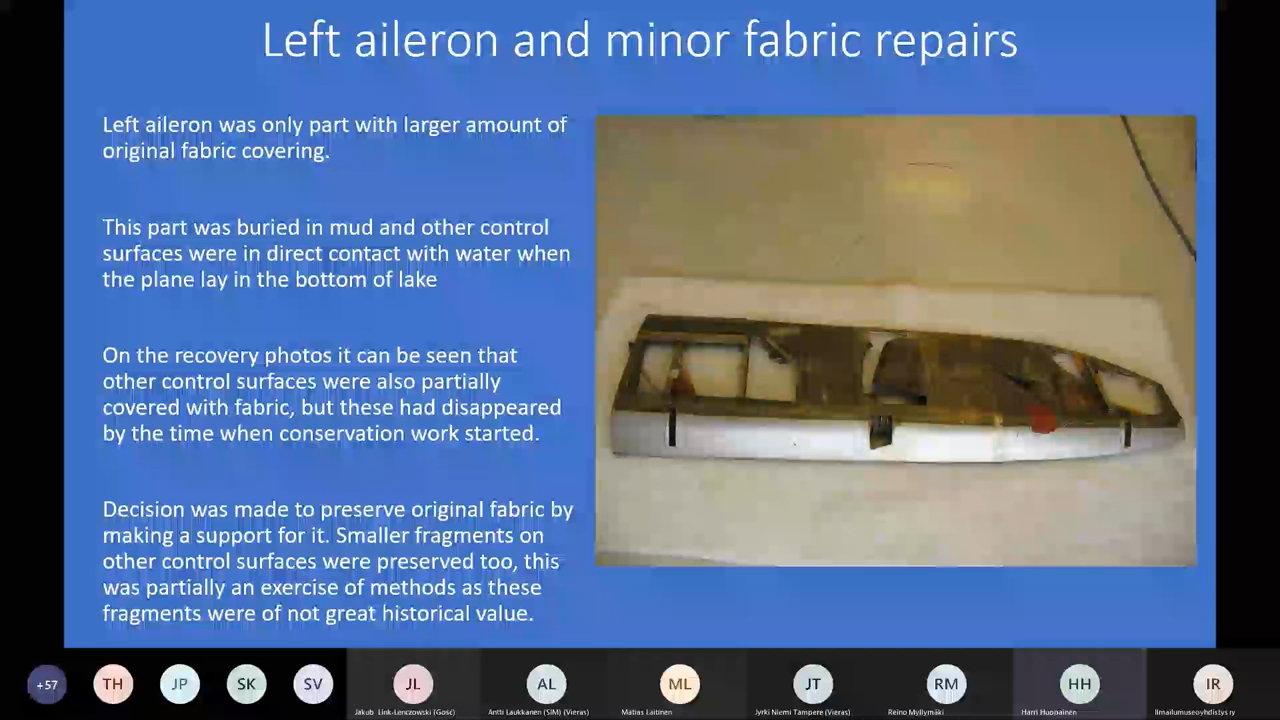 Left aileron and minor fabric repairs
Left aileron was only part with larger amount of
original fabric covering.
This part was buried in mud and other control
surfaces were in direct contact with water when
the plane lay in the bottom of lake
On the recovery photos it can be seen that
other control surfaces were also partially
covered with fabric, but these had disappeared
by the time when conservation work started.
Decision was made to preserve original fabric by
making a support for it. Smaller fragments on
other control surfaces were preserved too, this
was partially an exercise of methods as these
fragments were of not great historical value.
+57 TH JP SK SV JL AL ML JT RM HH IR
Jakub Link-Lenczowski (Gość) Antti Laukkanen (SIM) (Vieras) Matias Laitinen Jyrki Niemi Tampere (Vieras) Reino Myllymäki Harri Huopainen Ilmailumuseoyhdistys ry